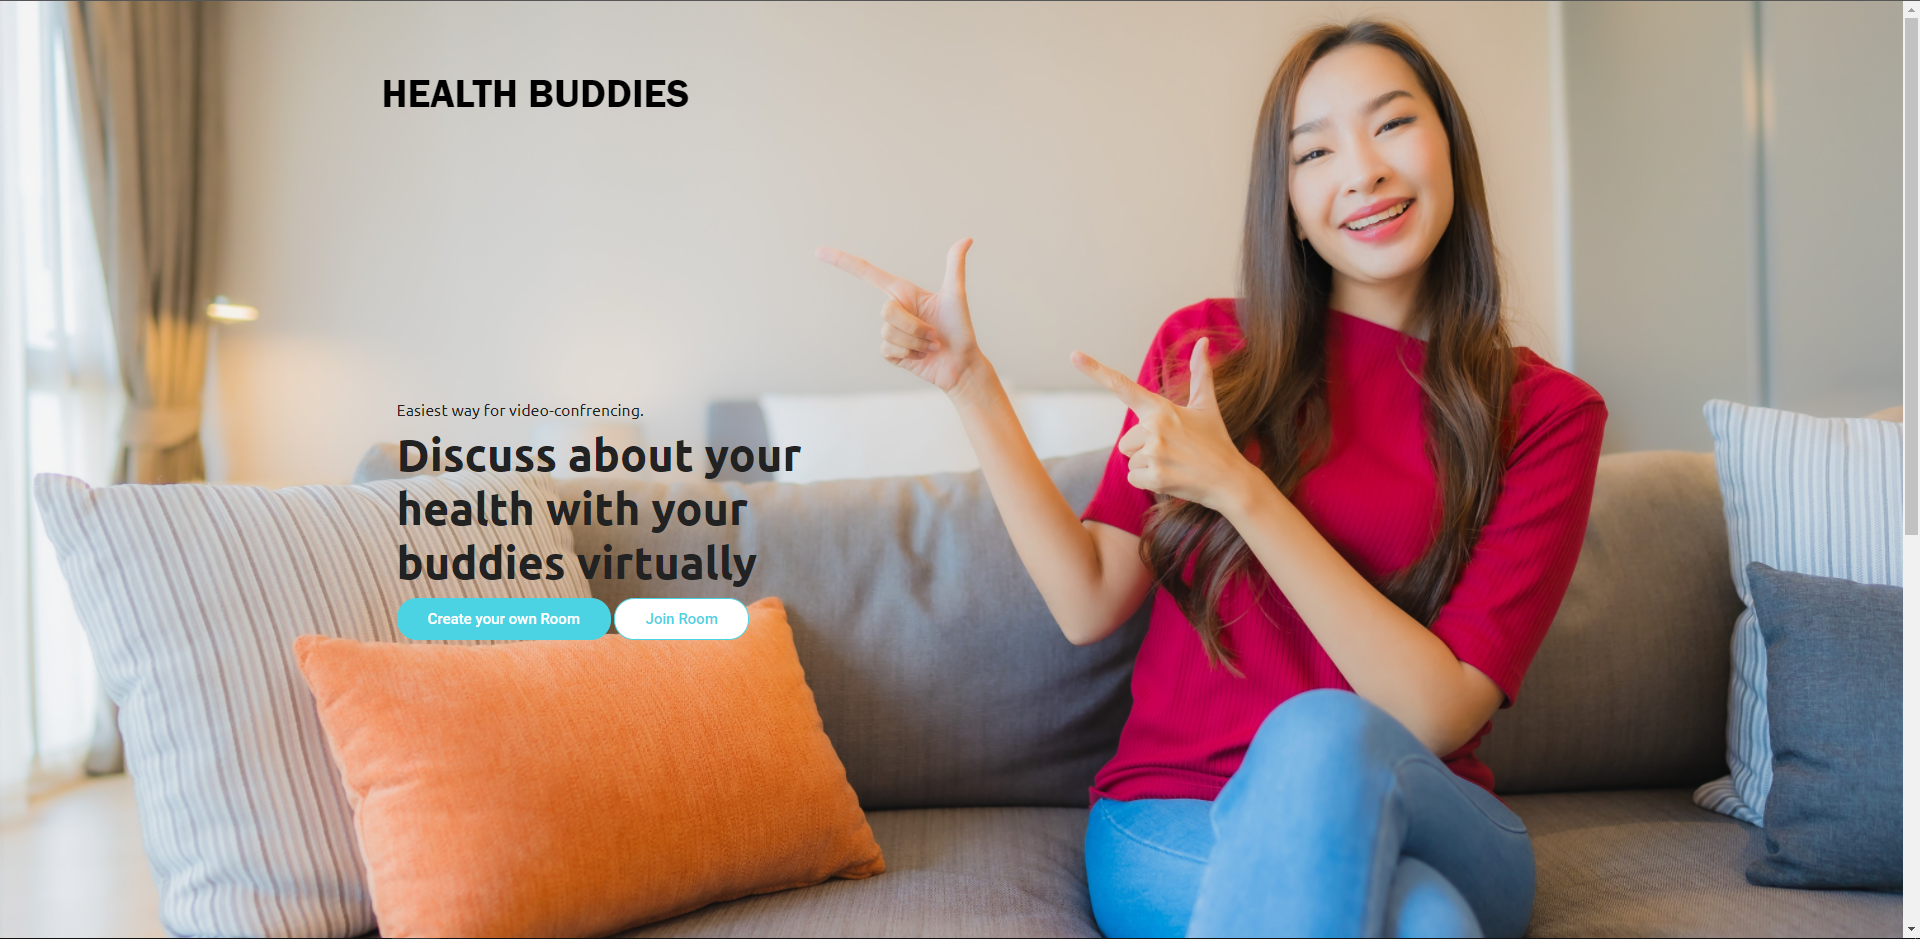 HEALTH BUDDIES
Easiest way for video-confrencing.
Discuss about your
health with your
buddies virtually
Create your own Room
Join Room